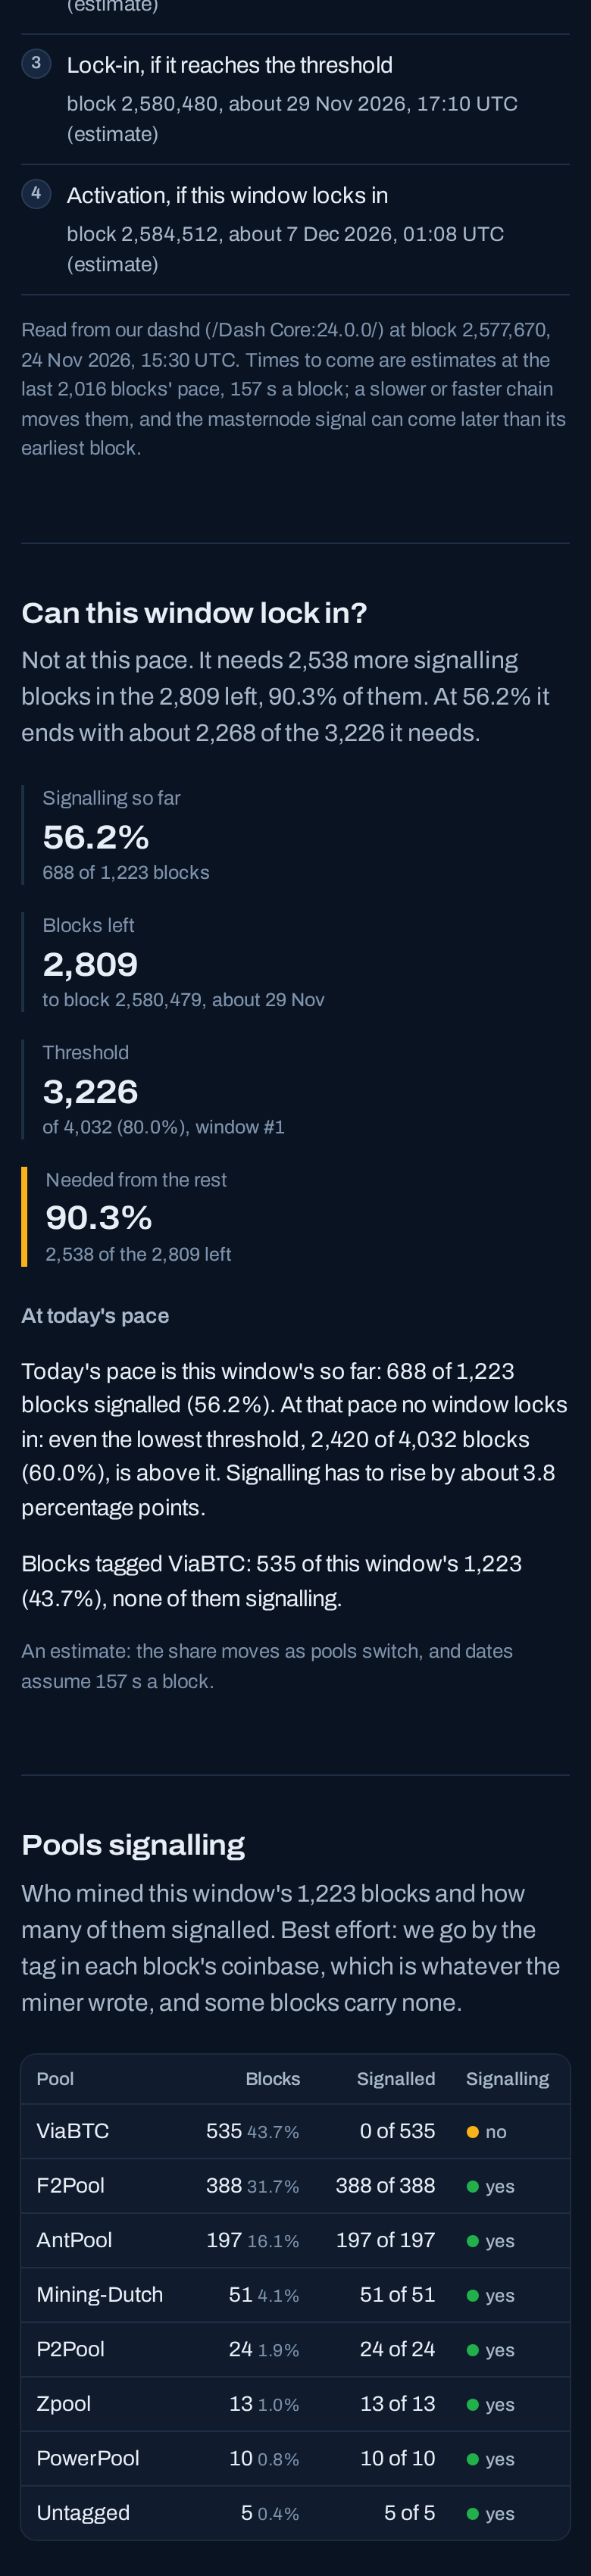 (estimate)
3
Lock-in, if it reaches the threshold
block 2,580,480, about 29 Nov 2026, 17:10 UTC
(estimate)
4
Activation, if this window locks in
block 2,584,512, about 7 Dec 2026, 01:08 UTC
(estimate)
Read from our dashd (/Dash Core:24.0.0/) at block 2,577,670,
24 Nov 2026, 15:30 UTC. Times to come are estimates at the
last 2,016 blocks' pace, 157 s a block; a slower or faster chain
moves them, and the masternode signal can come later than its
earliest block.
Can this window lock in?
Not at this pace. It needs 2,538 more signalling
blocks in the 2,809 left, 90.3% of them. At 56.2% it
ends with about 2,268 of the 3,226 it needs.
Signalling so far
56.2%
688 of 1,223 blocks
Blocks left
2,809
to block 2,580,479, about 29 Nov
Threshold
3,226
of 4,032 (80.0%), window #1
Needed from the rest
90.3%
2,538 of the 2,809 left
At today's pace
Today's pace is this window's so far: 688 of 1,223
blocks signalled (56.2%). At that pace no window locks
in: even the lowest threshold, 2,420 of 4,032 blocks
(60.0%), is above it. Signalling has to rise by about 3.8
percentage points.
Blocks tagged ViaBTC: 535 of this window's 1,223
(43.7%), none of them signalling.
An estimate: the share moves as pools switch, and dates
assume 157 s a block.
Pools signalling
Who mined this window's 1,223 blocks and how
many of them signalled. Best effort: we go by the
tag in each block's coinbase, which is whatever the
miner wrote, and some blocks carry none.
Pool Blocks Signalled Signalling
ViaBTC 535 43.7% 0 of 535 no
F2Pool 388 31.7% 388 of 388 yes
AntPool 197 16.1% 197 of 197 yes
Mining-Dutch 51 4.1% 51 of 51 yes
P2Pool 24 1.9% 24 of 24 yes
Zpool 13 1.0% 13 of 13 yes
PowerPool 10 0.8% 10 of 10 yes
Untagged 5 0.4% 5 of 5 yes